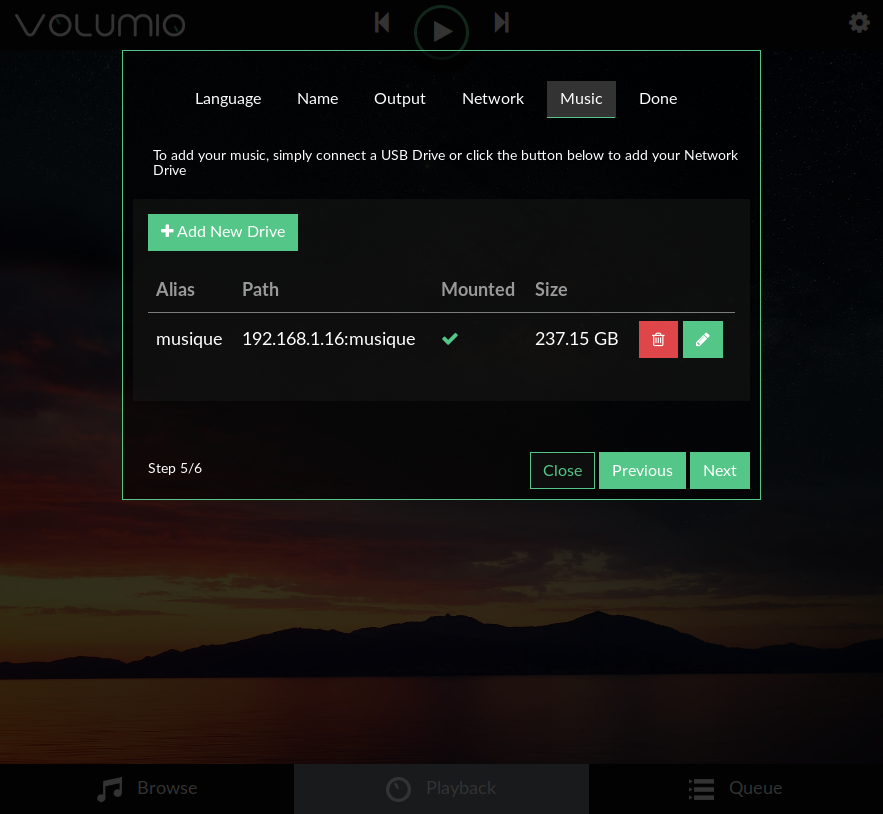 VOLUMIO
Language Name Output Network Music Done
To add your music, simply connect a USB Drive or click the button below to add your Network
Drive
Add New Drive
Alias Path Mounted Size
musique 192.168.1.16:musique 237.15 GB
Step 5/6
Close Previous Next
Browse Playback Queue